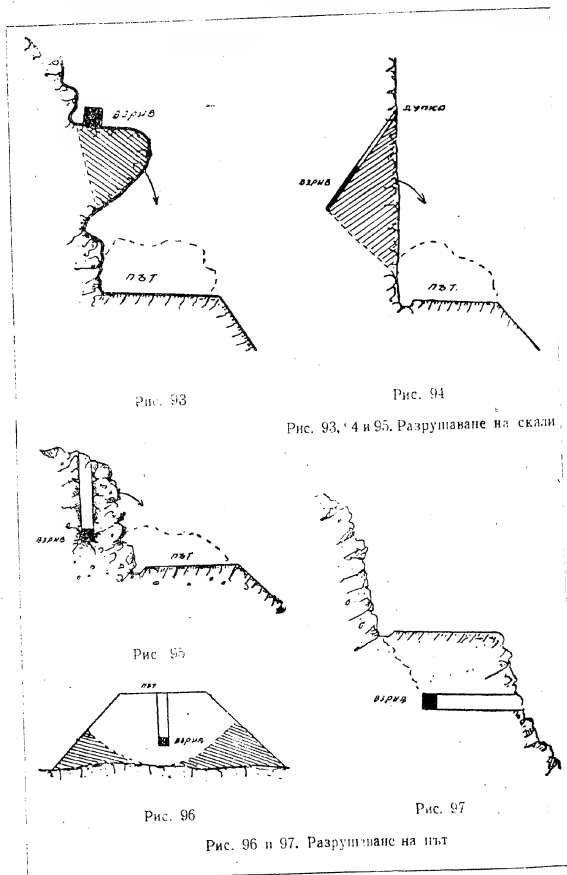 ВЗРИВ
ДУПКА
ВЗРИВ
ПЪТ
ПЪТ.
Рис. 93
Рис. 94
Рис. 93, 4 и 95. Разрушаване на скали
ВЗРИВ
ПЪТ
Рис 95
ПЪТ
ВЗРИВ
ВЗРИВ
Рис. 96
Рис. 97
Рис. 96 и 97. Разрушаване на път